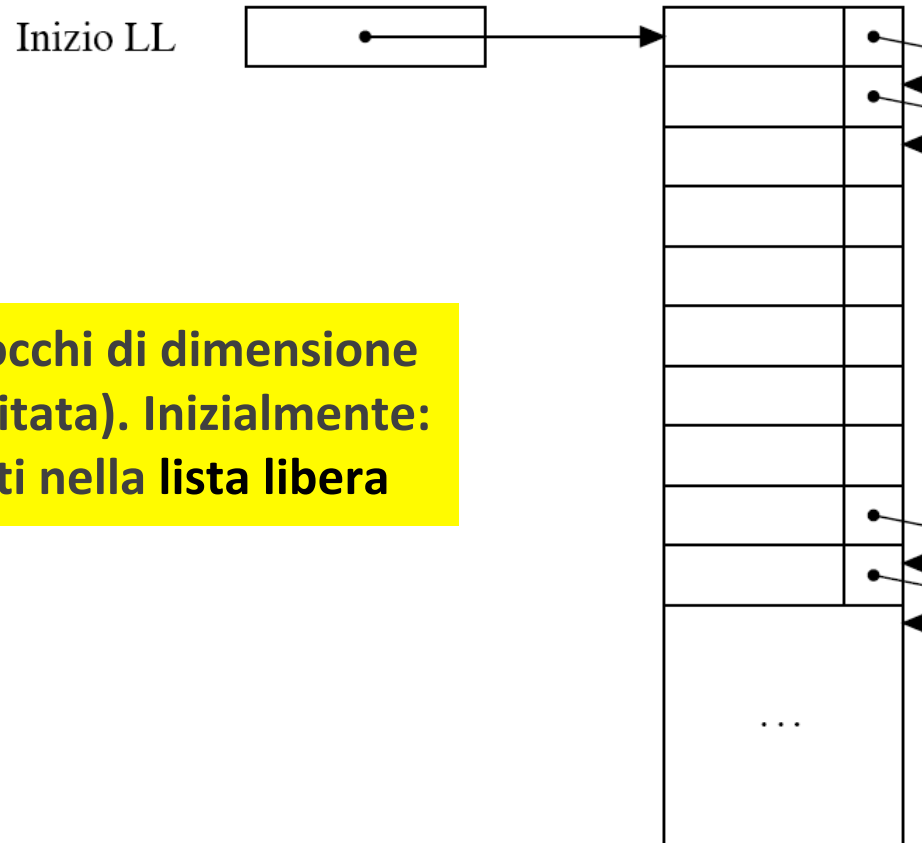 Inizio LL
occhi di dimensione
itata). Inizialmente:
ti nella lista libera
. . .